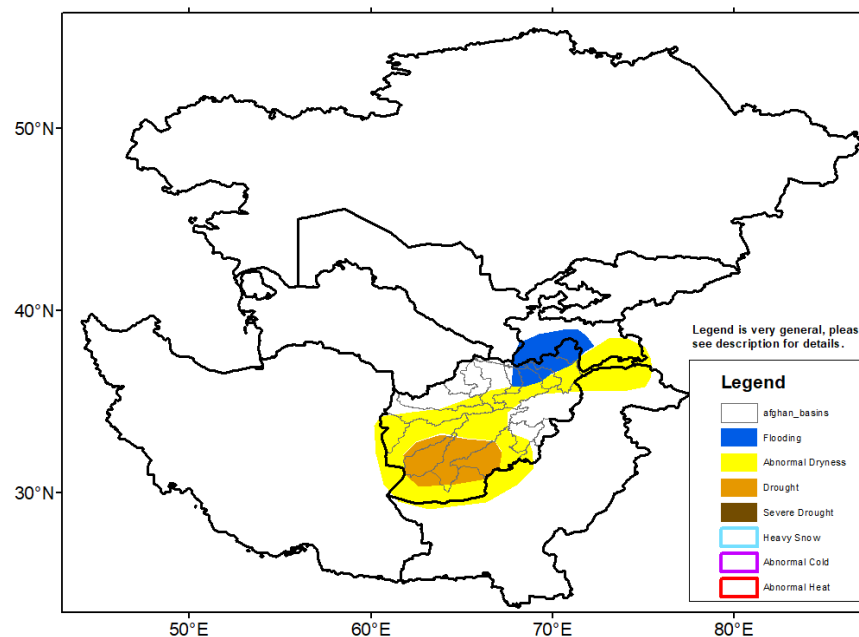 50°N
40°N
30°N
50°E
60°E
70°E
80°E
Legend is very general, pleas
see description for details.
Legend
afghan_basins
Flooding
Abnormal Dryness
Drought
Severe Drought
Heavy Snow
Abnormal Cold
Abnormal Heat